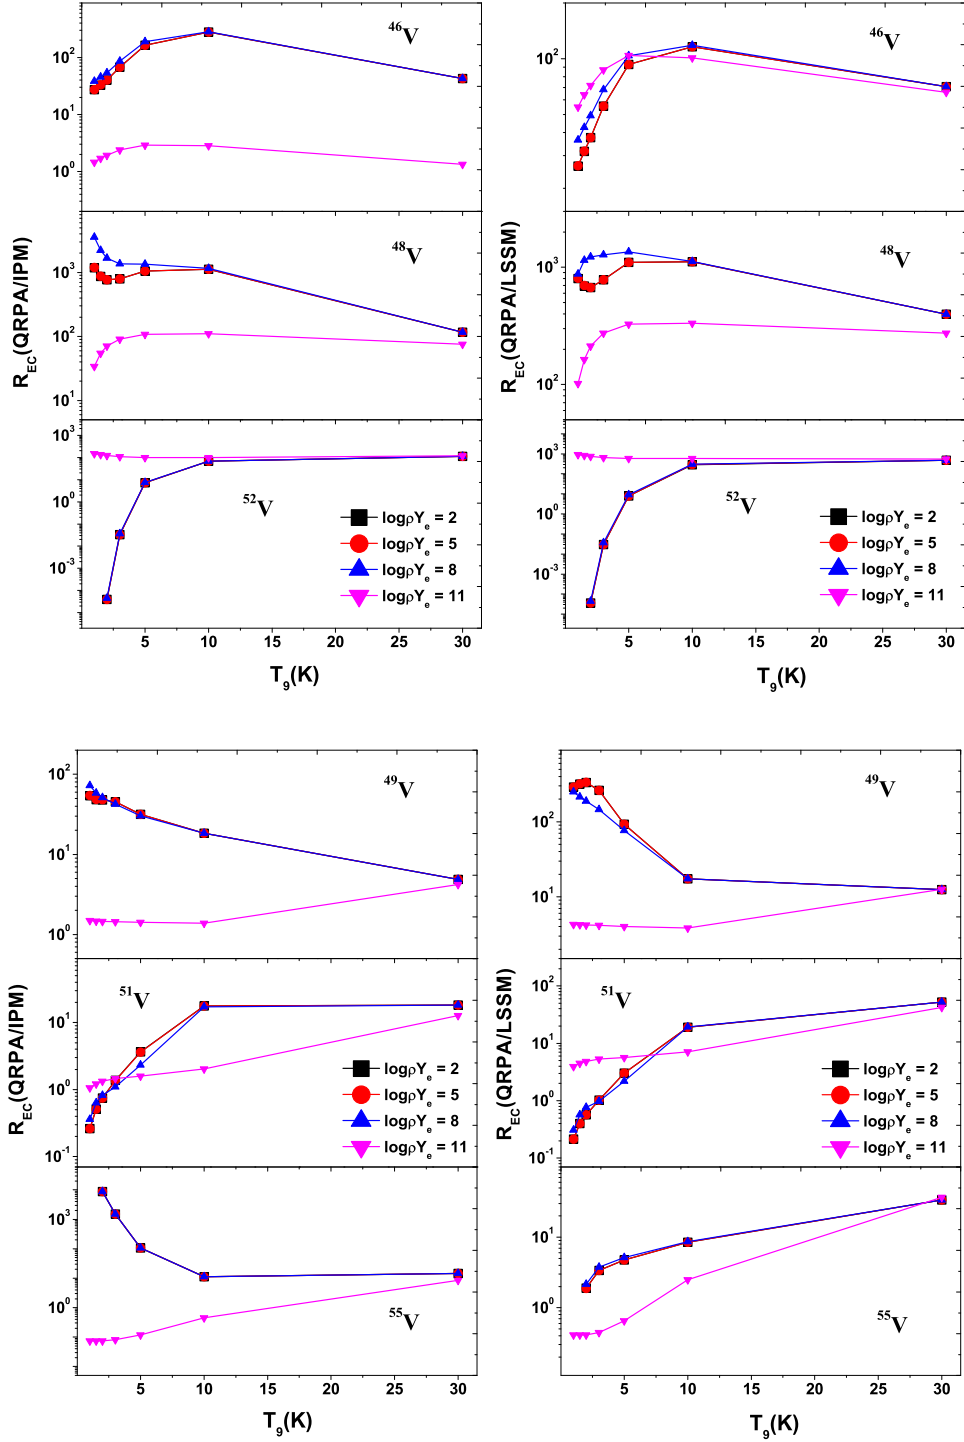 ⁴⁶V
10²
10¹
10⁰
⁴⁸V
10³
10²
10¹
⁵²V
10³
10⁰
10⁻³
logρYₑ = 2
logρYₑ = 5
logρYₑ = 8
logρYₑ = 11
5 10 15 20 25 30
T₉(K)
R_EC(QRPA/IPM)
⁴⁶V
10²
⁴⁸V
10³
10²
⁵²V
10⁴
10²
10⁰
10⁻²
10⁻⁴
logρYₑ = 2
logρYₑ = 5
logρYₑ = 8
logρYₑ = 11
5 10 15 20 25 30
T₉(K)
R_EC(QRPA/LSSM)
⁴⁹V
10²
10¹
10⁰
⁵¹V
10¹
10⁰
10⁻¹
logρYₑ = 2
logρYₑ = 5
logρYₑ = 8
logρYₑ = 11
⁵⁵V
10³
10⁰
5 10 15 20 25 30
T₉(K)
R_EC(QRPA/IPM)
⁴⁹V
10²
10¹
⁵¹V
10²
10¹
10⁰
10⁻¹
logρYₑ = 2
logρYₑ = 5
logρYₑ = 8
logρYₑ = 11
⁵⁵V
10¹
10⁰
5 10 15 20 25 30
T₉(K)
R_EC(QRPA/LSSM)